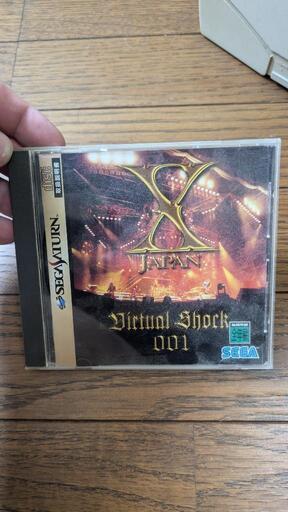 X
JAPAN
Virtual Shock
001
SEGA SATURN
SEGA